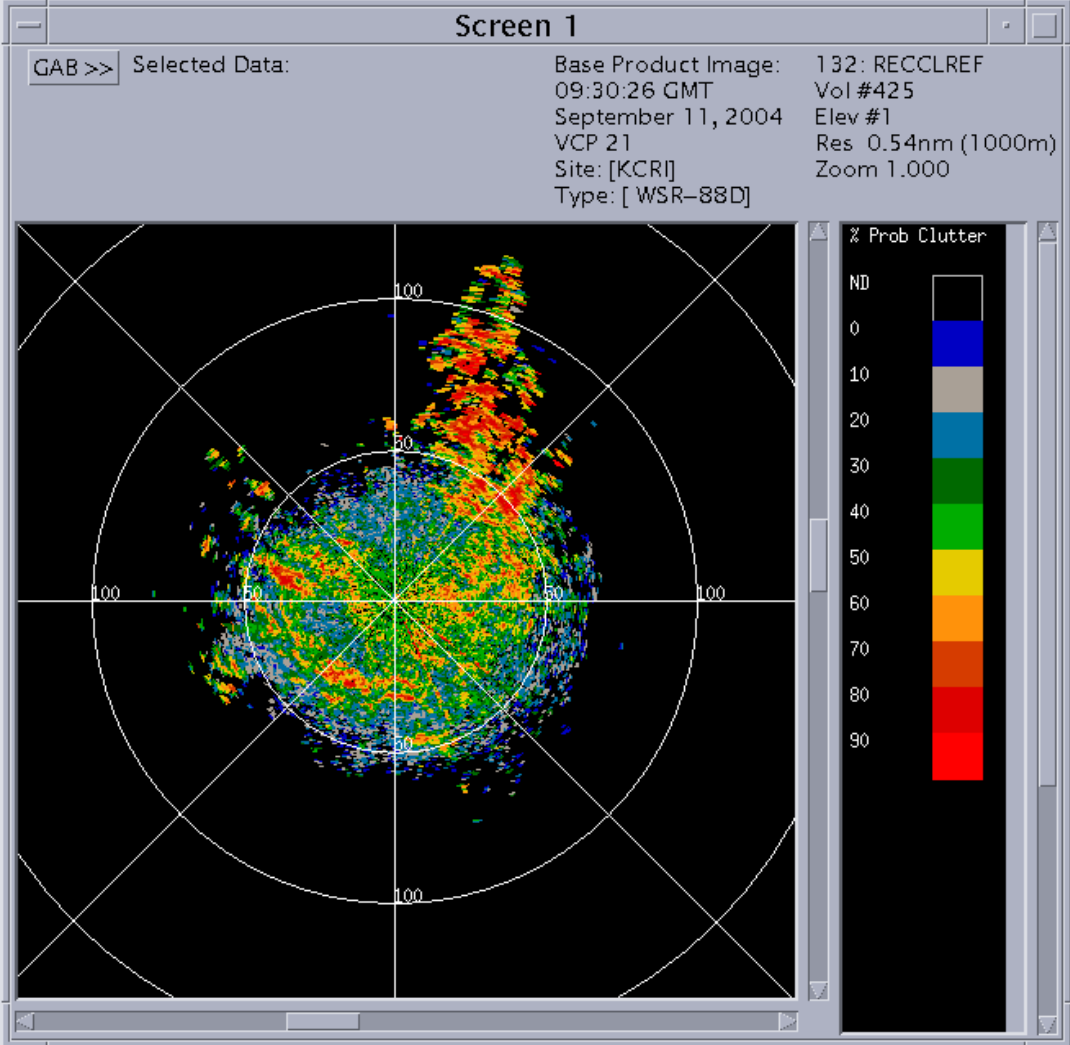 Screen 1
GAB >>
Selected Data:
Base Product Image:
09:30:26 GMT
September 11, 2004
VCP 21
Site: [KCRI]
Type: [ WSR–88D]
132: RECCLREF
Vol #425
Elev #1
Res 0.54nm (1000m)
Zoom 1.000
100
50
100
50
50
100
50
100
% Prob Clutter
ND
0
10
20
30
40
50
60
70
80
90